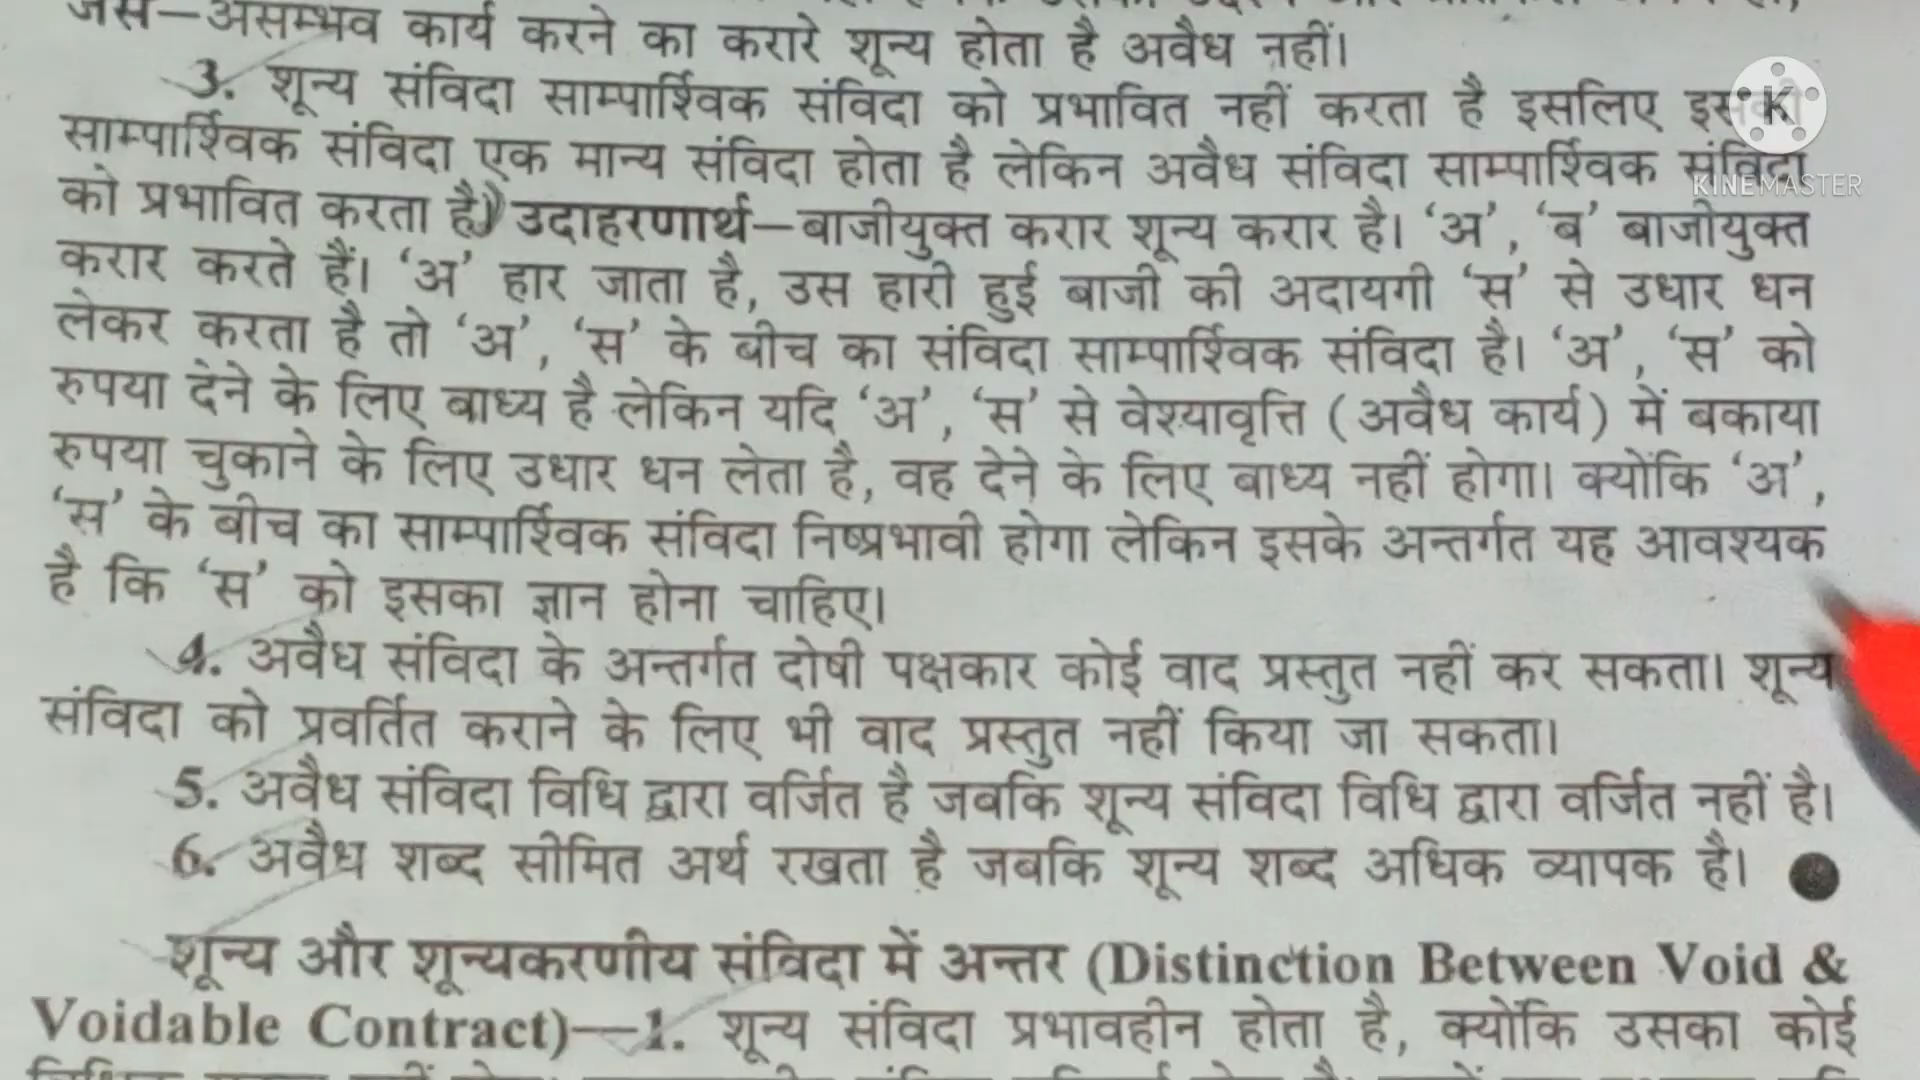 जैसे—असम्भव कार्य करने का करारे शून्य होता है अवैध नहीं।
3. शून्य संविदा साम्पार्श्विक संविदा को प्रभावित नहीं करता है इसलिए इसकी
साम्पार्श्विक संविदा एक मान्य संविदा होता है लेकिन अवैध संविदा साम्पार्श्विक संविदा
को प्रभावित करता है।) उदाहरणार्थ—बाजीयुक्त करार शून्य करार है। ‘अ’, ‘ब’ बाजीयुक्त
करार करते हैं। ‘अ’ हार जाता है, उस हारी हुई बाजी की अदायगी ‘स’ से उधार धन
लेकर करता है तो ‘अ’, ‘स’ के बीच का संविदा साम्पार्श्विक संविदा है। ‘अ’, ‘स’ को
रुपया देने के लिए बाध्य है लेकिन यदि ‘अ’, ‘स’ से वेश्यावृत्ति (अवैध कार्य) में बकाया
रुपया चुकाने के लिए उधार धन लेता है, वह देने के लिए बाध्य नहीं होगा। क्योंकि ‘अ’,
‘स’ के बीच का साम्पार्श्विक संविदा निष्प्रभावी होगा लेकिन इसके अन्तर्गत यह आवश्यक
है कि ‘स’ को इसका ज्ञान होना चाहिए।
4. अवैध संविदा के अन्तर्गत दोषी पक्षकार कोई वाद प्रस्तुत नहीं कर सकता। शून्य
संविदा को प्रवर्तित कराने के लिए भी वाद प्रस्तुत नहीं किया जा सकता।
5. अवैध संविदा विधि द्वारा वर्जित है जबकि शून्य संविदा विधि द्वारा वर्जित नहीं है।
6. अवैध शब्द सीमित अर्थ रखता है जबकि शून्य शब्द अधिक व्यापक है।
शून्य और शून्यकरणीय संविदा में अन्तर (Distinction Between Void &
Voidable Contract)—1. शून्य संविदा प्रभावहीन होता है, क्योंकि उसका कोई
K
KINEMASTER